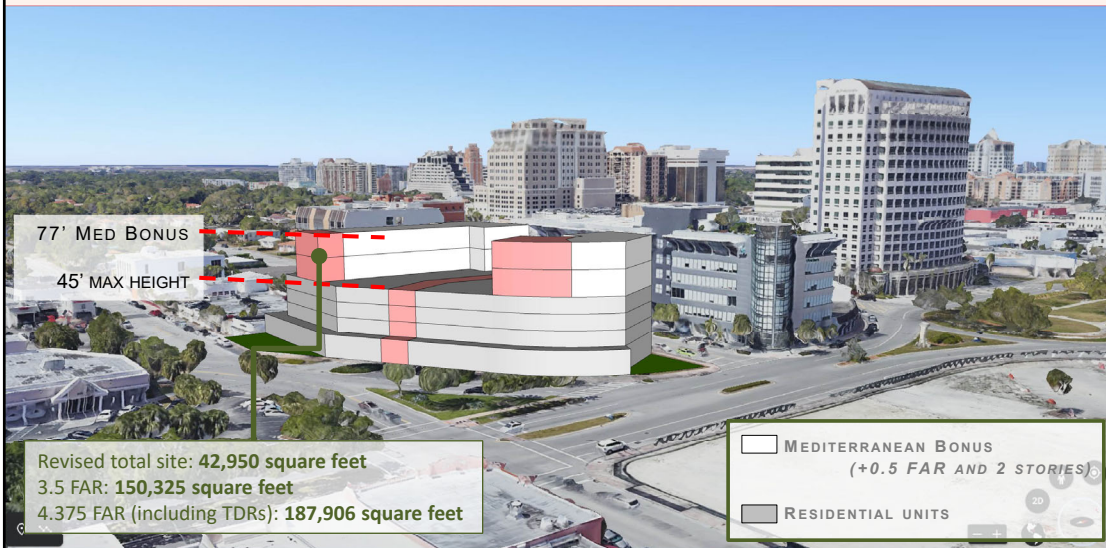 77' MED BONUS
45' MAX HEIGHT
Revised total site: 42,950 square feet
3.5 FAR: 150,325 square feet
4.375 FAR (including TDRs): 187,906 square feet
MEDITERRANEAN BONUS
(+0.5 FAR AND 2 STORIES)
RESIDENTIAL UNITS
2D